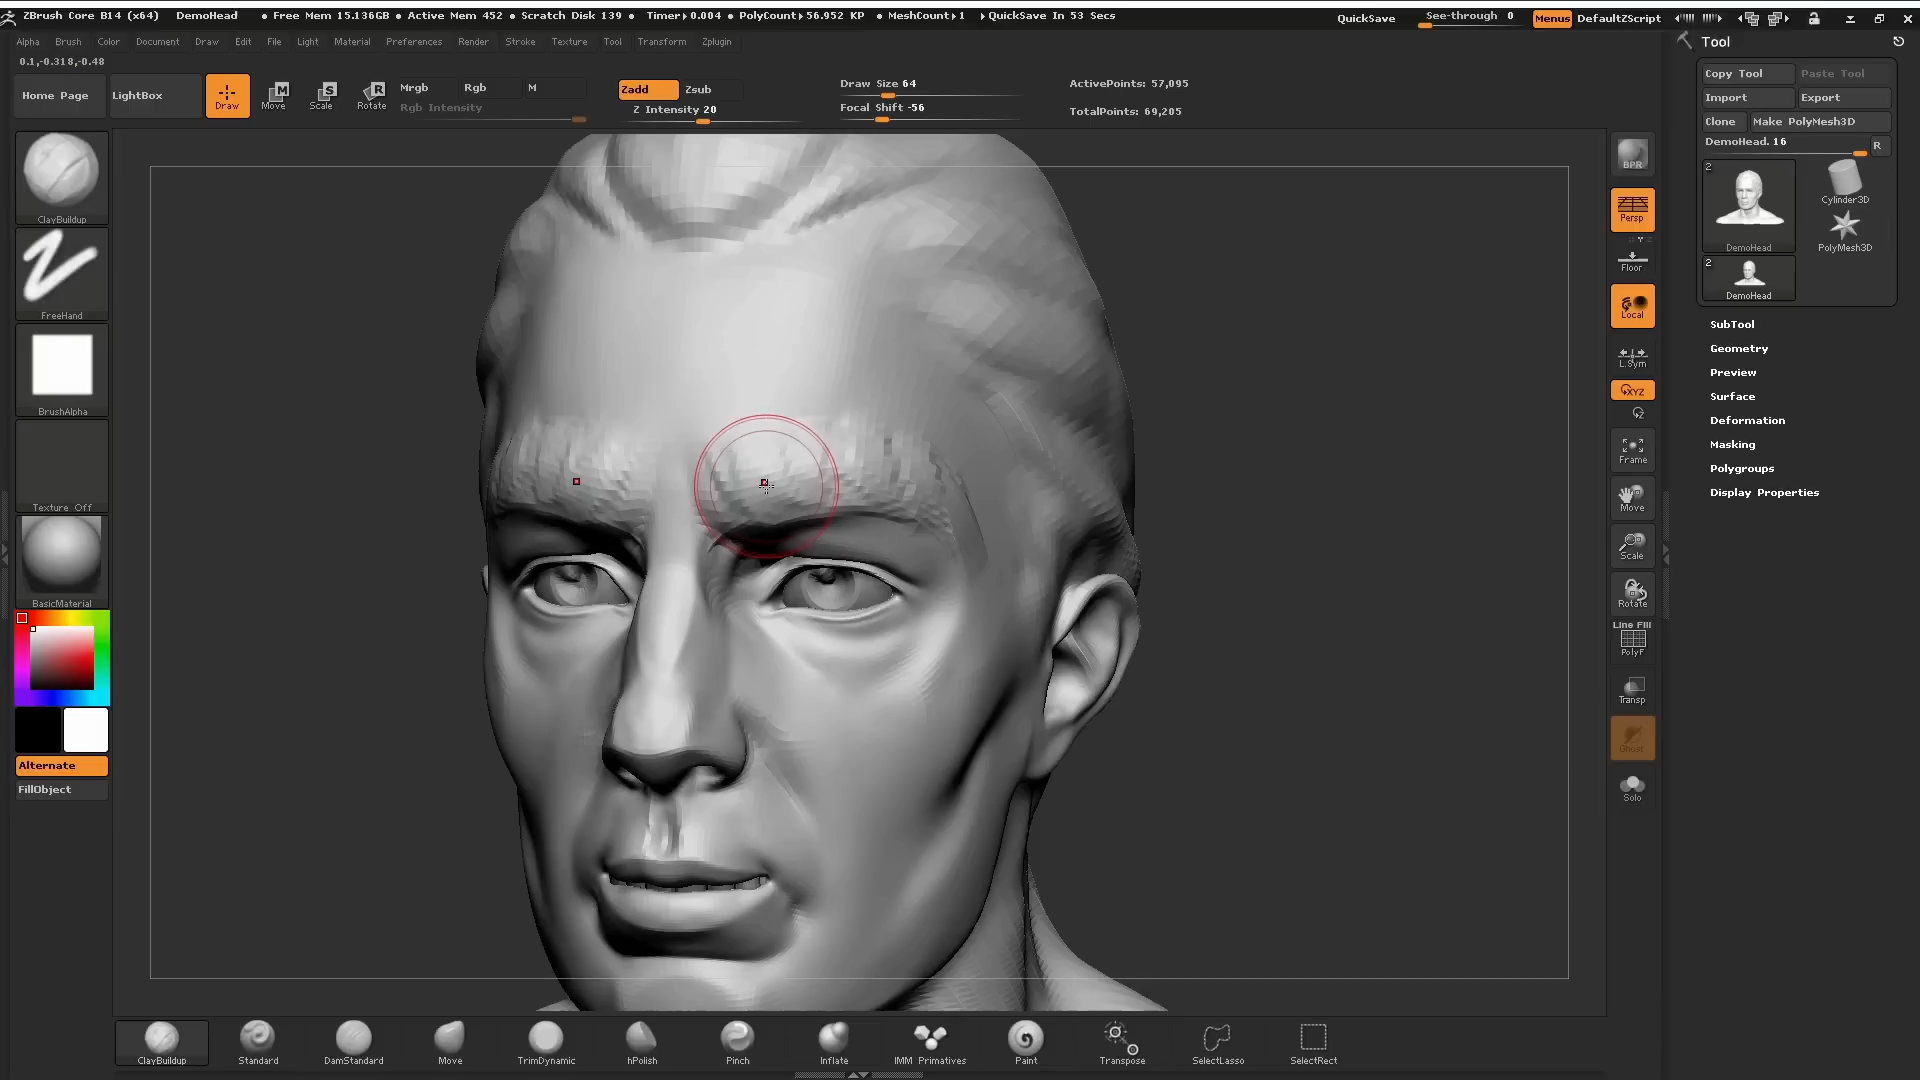 ZBrush Core B14 (x64) DemoHead • Free Mem 15.136GB • Active Mem 452 • Scratch Disk 139 • Timer▸0.004 • PolyCount▸56.952 KP • MeshCount▸1 ▸QuickSave In 53 Secs QuickSave See-through 0 Menus DefaultZScript
Alpha Brush Color Document Draw Edit File Light Material Preferences Render Stroke Texture Tool Transform Zplugin
0.1,-0.318,-0.48
Home Page
LightBox
Draw
M
Move
S
Scale
R
Rotate
Mrgb Rgb M
Rgb Intensity
Zadd Zsub
Z Intensity 20
Draw Size 64
Focal Shift -56
ActivePoints: 57,095
TotalPoints: 69,205
ClayBuildup
FreeHand
BrushAlpha
Texture Off
BasicMaterial
Alternate
FillObject
BPR
Persp
Floor
Local
L.Sym
XYZ
Frame
Move
Scale
Rotate
Line Fill
PolyF
Transp
Ghost
Solo
Tool
Copy Tool Paste Tool
Import Export
Clone Make PolyMesh3D
DemoHead. 16 R
2
DemoHead
Cylinder3D
PolyMesh3D
2
DemoHead
SubTool
Geometry
Preview
Surface
Deformation
Masking
Polygroups
Display Properties
ClayBuildup Standard DamStandard Move TrimDynamic hPolish Pinch Inflate IMM Primatives Paint Transpose SelectLasso SelectRect